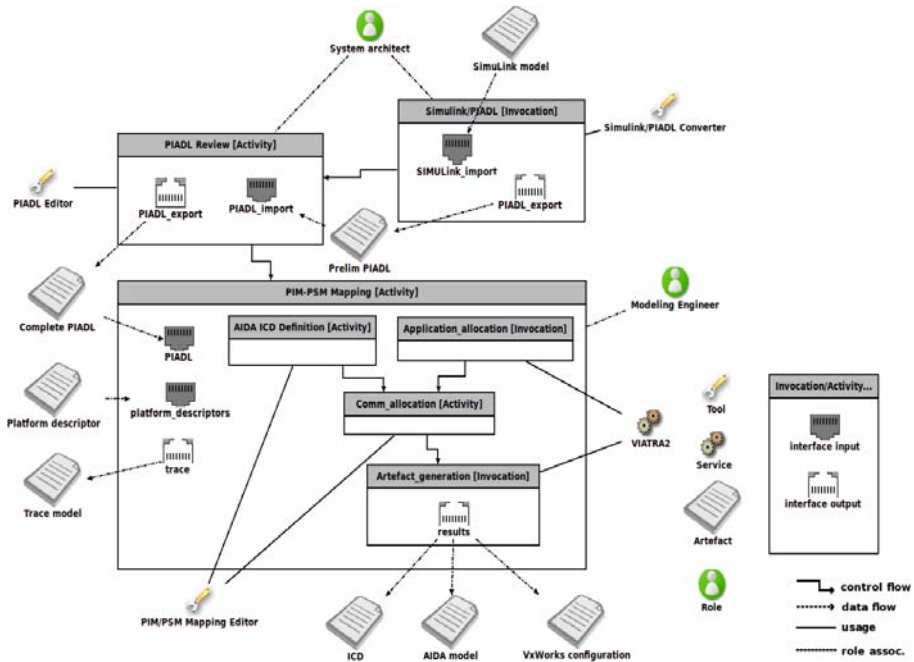 System architect
SimuLink model
Simulink/PIADL [Invocation]
Simulink/PIADL Converter
SIMULink_import
PIADL_export
PIADL Review [Activity]
PIADL Editor
PIADL_export
PIADL_import
Prelim PIADL
PIM-PSM Mapping [Activity]
Modeling Engineer
Complete PIADL
PIADL
AIDA ICD Definition [Activity]
Application_allocation [Invocation]
Platform descriptor
platform_descriptors
Comm_allocation [Activity]
VIATRA2
Trace model
trace
Artefact_generation [Invocation]
results
PIM/PSM Mapping Editor
ICD
AIDA model
VxWorks configuration
Tool
Service
Artefact
Role
Invocation/Activity...
interface input
interface output
control flow
data flow
usage
role assoc.